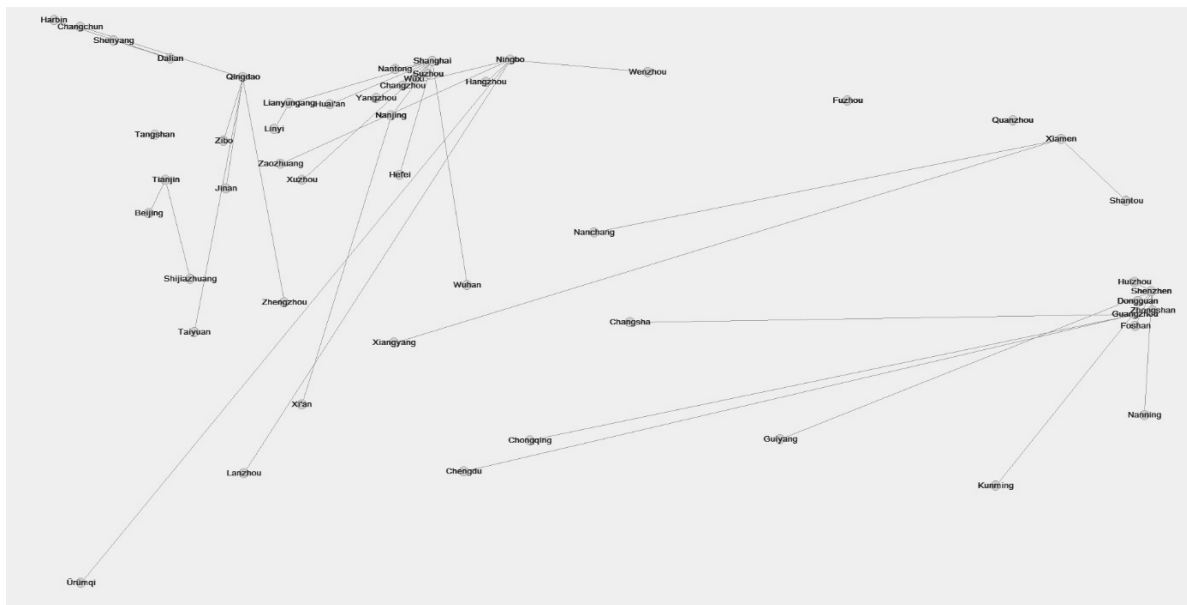 Harbin
Changchun
Shenyang
Dalian
Qingdao
Shanghai
Ningbo
Nantong
Suzhou
Wenzhou
Wuxi
Hangzhou
Changzhou
Yangzhou
Lianyungang
Huai'an
Fuzhou
Nanjing
Quanzhou
Linyi
Tangshan
Zibo
Xiamen
Zaozhuang
Hefei
Tianjin
Xuzhou
Jinan
Shantou
Beijing
Nanchang
Shijiazhuang
Huizhou
Wuhan
Shenzhen
Zhengzhou
Dongguan
Zhongshan
Guangzhou
Changsha
Foshan
Taiyuan
Xiangyang
Xi'an
Nanning
Guiyang
Chongqing
Chengdu
Lanzhou
Kunming
Ürümqi